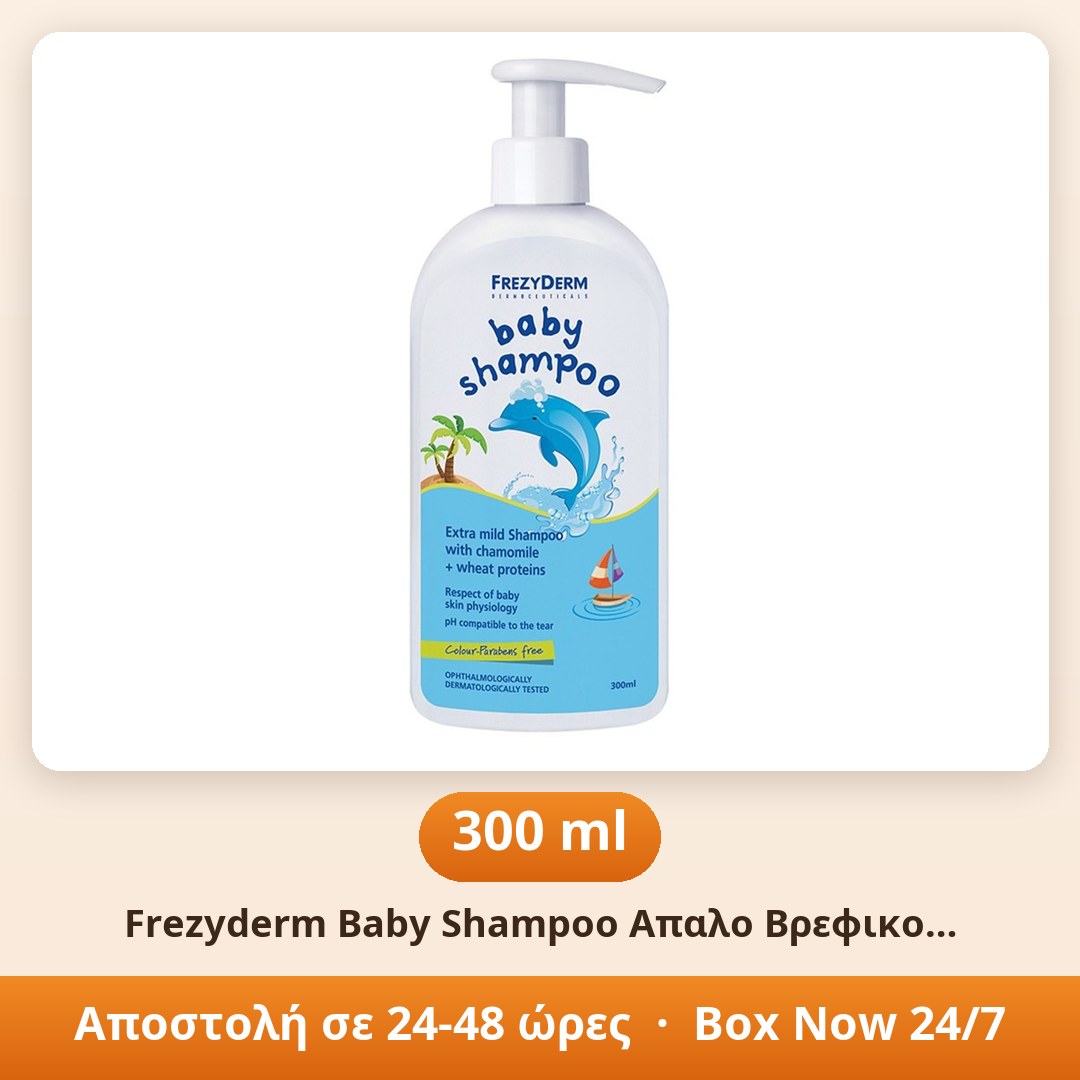 FREZYDERM
DERMOCEUTICALS
baby
shampoo
Extra mild Shampoo
with chamomile
+ wheat proteins
Respect of baby
skin physiology
pH compatible to the tear
Colour-Parabens free
OPHTHALMOLOGICALLY
DERMATOLOGICALLY TESTED
300ml
300 ml
Frezyderm Baby Shampoo Απαλο Βρεφικο...
Αποστολή σε 24-48 ώρες · Box Now 24/7